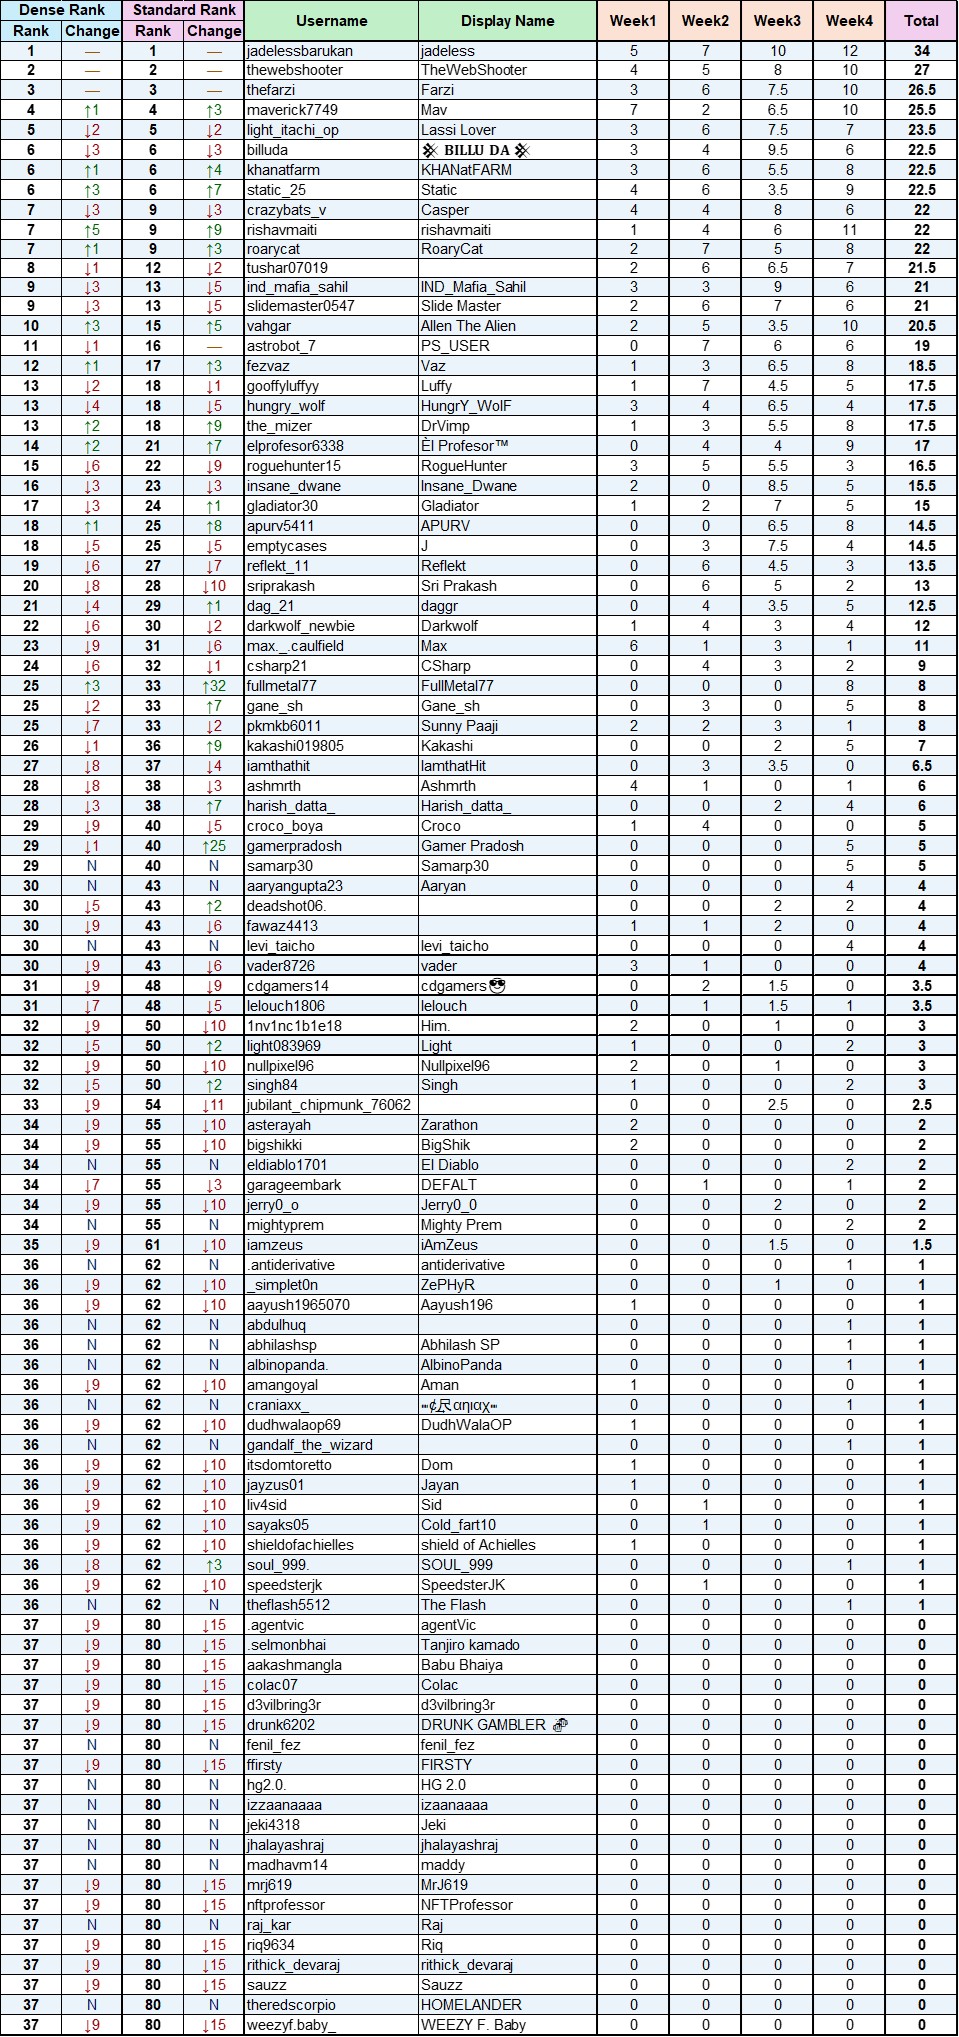 Dense Rank Standard Rank Username Display Name Week1 Week2 Week3 Week4 Total
Rank Change Rank Change
1 — 1 — jadelessbarukan jadeless 5 7 10 12 34
2 — 2 — thewebshooter TheWebShooter 4 5 8 10 27
3 — 3 — thefarzi Farzi 3 6 7.5 10 26.5
4 ↑1 4 ↑3 maverick7749 Mav 7 2 6.5 10 25.5
5 ↓2 5 ↓2 light_itachi_op Lassi Lover 3 6 7.5 7 23.5
6 ↓3 6 ↓3 billuda BILLU DA 3 4 9.5 6 22.5
6 ↑1 6 ↑4 khanatfarm KHANatFARM 3 6 5.5 8 22.5
6 ↑3 6 ↑7 static_25 Static 4 6 3.5 9 22.5
7 ↓3 9 ↓3 crazybats_v Casper 4 4 8 6 22
7 ↑5 9 ↑9 rishavmaiti rishavmaiti 1 4 6 11 22
7 ↑1 9 ↑3 roarycat RoaryCat 2 7 5 8 22
8 ↓1 12 ↓2 tushar07019 2 6 6.5 7 21.5
9 ↓3 13 ↓5 ind_mafia_sahil IND_Mafia_Sahil 3 3 9 6 21
9 ↓3 13 ↓5 slidemaster0547 Slide Master 2 6 7 6 21
10 ↑3 15 ↑5 vahgar Allen The Alien 2 5 3.5 10 20.5
11 ↓1 16 — astrobot_7 PS_USER 0 7 6 6 19
12 ↑1 17 ↑3 fezvaz Vaz 1 3 6.5 8 18.5
13 ↓2 18 ↓1 gooffyluffyy Luffy 1 7 4.5 5 17.5
13 ↓4 18 ↓5 hungry_wolf HungrY_WolF 3 4 6.5 4 17.5
13 ↑2 18 ↑9 the_mizer DrVimp 1 3 5.5 8 17.5
14 ↑2 21 ↑7 elprofesor6338 Èl Profesor™ 0 4 4 9 17
15 ↓6 22 ↓9 roguehunter15 RogueHunter 3 5 5.5 3 16.5
16 ↓3 23 ↓3 insane_dwane Insane_Dwane 2 0 8.5 5 15.5
17 ↓3 24 ↑1 gladiator30 Gladiator 1 2 7 5 15
18 ↑1 25 ↑8 apurv5411 APURV 0 0 6.5 8 14.5
18 ↓5 25 ↓5 emptycases J 0 3 7.5 4 14.5
19 ↓6 27 ↓7 reflekt_11 Reflekt 0 6 4.5 3 13.5
20 ↓8 28 ↓10 sriprakash Sri Prakash 0 6 5 2 13
21 ↓4 29 ↑1 dag_21 daggr 0 4 3.5 5 12.5
22 ↓6 30 ↓2 darkwolf_newbie Darkwolf 1 4 3 4 12
23 ↓9 31 ↓6 max._.caulfield Max 6 1 3 1 11
24 ↓6 32 ↓1 csharp21 CSharp 0 4 3 2 9
25 ↑3 33 ↑32 fullmetal77 FullMetal77 0 0 0 8 8
25 ↓2 33 ↑7 gane_sh Gane_sh 0 3 0 5 8
25 ↓7 33 ↓2 pkmkb6011 Sunny Paaji 2 2 3 1 8
26 ↓1 36 ↑9 kakashi019805 Kakashi 0 0 2 5 7
27 ↓8 37 ↓4 iamthathit IamthatHit 0 3 3.5 0 6.5
28 ↓8 38 ↓3 ashmrth Ashmrth 4 1 0 1 6
28 ↓3 38 ↑7 harish_datta_ Harish_datta_ 0 0 2 4 6
29 ↓9 40 ↓5 croco_boya Croco 1 4 0 0 5
29 ↓1 40 ↑25 gamerpradosh Gamer Pradosh 0 0 0 5 5
29 N 40 N samarp30 Samarp30 0 0 0 5 5
30 N 43 N aaryangupta23 Aaryan 0 0 0 4 4
30 ↓5 43 ↑2 deadshot06. 0 0 2 2 4
30 ↓9 43 ↓6 fawaz4413 1 1 2 0 4
30 N 43 N levi_taicho levi_taicho 0 0 0 4 4
30 ↓9 43 ↓6 vader8726 vader 3 1 0 0 4
31 ↓9 48 ↓9 cdgamers14 cdgamers😎 0 2 1.5 0 3.5
31 ↓7 48 ↓5 lelouch1806 lelouch 0 1 1.5 1 3.5
32 ↓9 50 ↓10 1nv1nc1b1e18 Him. 2 0 1 0 3
32 ↓5 50 ↑2 light083969 Light 1 0 0 2 3
32 ↓9 50 ↓10 nullpixel96 Nullpixel96 2 0 1 0 3
32 ↓5 50 ↑2 singh84 Singh 1 0 0 2 3
33 ↓9 54 ↓11 jubilant_chipmunk_76062 0 0 2.5 0 2.5
34 ↓9 55 ↓10 asterayah Zarathon 2 0 0 0 2
34 ↓9 55 ↓10 bigshikki BigShik 2 0 0 0 2
34 N 55 N eldiablo1701 El Diablo 0 0 0 2 2
34 ↓7 55 ↓3 garageembark DEFALT 0 1 0 1 2
34 ↓9 55 ↓10 jerry0_o Jerry0_0 0 0 2 0 2
34 N 55 N mightyprem Mighty Prem 0 0 0 2 2
35 ↓9 61 ↓10 iamzeus iAmZeus 0 0 1.5 0 1.5
36 N 62 N .antiderivative antiderivative 0 0 0 1 1
36 ↓9 62 ↓10 _simplet0n ZePHyR 0 0 1 0 1
36 ↓9 62 ↓10 aayush1965070 Aayush196 1 0 0 0 1
36 N 62 N abdulhuq 0 0 0 1 1
36 N 62 N abhilashsp Abhilash SP 0 0 0 1 1
36 N 62 N albinopanda. AlbinoPanda 0 0 0 1 1
36 ↓9 62 ↓10 amangoyal Aman 1 0 0 0 1
36 N 62 N craniaxx_ 0 0 0 1 1
36 ↓9 62 ↓10 dudhwalaop69 DudhWalaOP 1 0 0 0 1
36 N 62 N gandalf_the_wizard 0 0 0 1 1
36 ↓9 62 ↓10 itsdomtoretto Dom 1 0 0 0 1
36 ↓9 62 ↓10 jayzus01 Jayan 1 0 0 0 1
36 ↓9 62 ↓10 liv4sid Sid 0 1 0 0 1
36 ↓9 62 ↓10 sayaks05 Cold_fart10 0 1 0 0 1
36 ↓9 62 ↓10 shieldofachielles shield of Achielles 1 0 0 0 1
36 ↓8 62 ↑3 soul_999. SOUL_999 0 0 0 1 1
36 ↓9 62 ↓10 speedsterjk SpeedsterJK 0 1 0 0 1
36 N 62 N theflash5512 The Flash 0 0 0 1 1
37 ↓9 80 ↓15 .agentvic agentVic 0 0 0 0 0
37 ↓9 80 ↓15 .selmonbhai Tanjiro kamado 0 0 0 0 0
37 ↓9 80 ↓15 aakashmangla Babu Bhaiya 0 0 0 0 0
37 ↓9 80 ↓15 colac07 Colac 0 0 0 0 0
37 ↓9 80 ↓15 d3vilbring3r d3vilbring3r 0 0 0 0 0
37 ↓9 80 ↓15 drunk6202 DRUNK GAMBLER 0 0 0 0 0
37 N 80 N fenil_fez fenil_fez 0 0 0 0 0
37 ↓9 80 ↓15 ffirsty FIRSTY 0 0 0 0 0
37 N 80 N hg2.0. HG 2.0 0 0 0 0 0
37 N 80 N izzaanaaaa izaanaaaa 0 0 0 0 0
37 N 80 N jeki4318 Jeki 0 0 0 0 0
37 N 80 N jhalayashraj jhalayashraj 0 0 0 0 0
37 N 80 N madhavm14 maddy 0 0 0 0 0
37 ↓9 80 ↓15 mrj619 MrJ619 0 0 0 0 0
37 ↓9 80 ↓15 nftprofessor NFTProfessor 0 0 0 0 0
37 N 80 N raj_kar Raj 0 0 0 0 0
37 ↓9 80 ↓15 riq9634 Riq 0 0 0 0 0
37 ↓9 80 ↓15 rithick_devaraj rithick_devaraj 0 0 0 0 0
37 ↓9 80 ↓15 sauzz Sauzz 0 0 0 0 0
37 N 80 N theredscorpio HOMELANDER 0 0 0 0 0
37 ↓9 80 ↓15 weezyf.baby_ WEEZY F. Baby 0 0 0 0 0